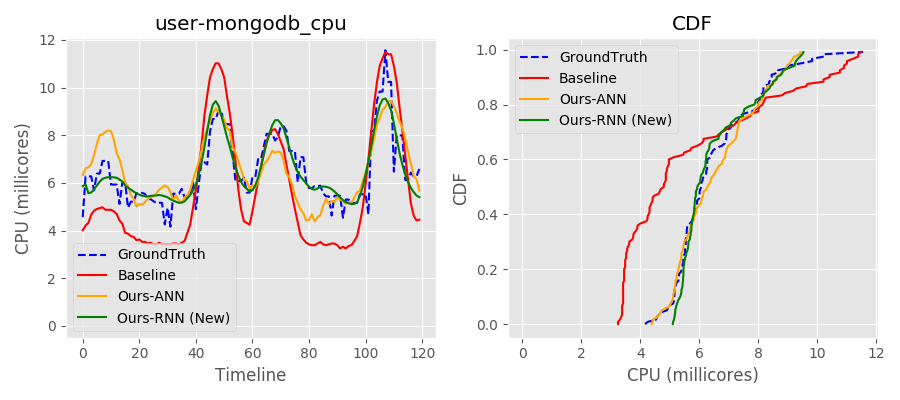 user-mongodb_cpu
CPU (millicores)
12
10
8
6
4
2
0
GroundTruth
Baseline
Ours-ANN
Ours-RNN (New)
0 20 40 60 80 100 120
Timeline
CDF
CDF
1.0
0.8
0.6
0.4
0.2
0.0
GroundTruth
Baseline
Ours-ANN
Ours-RNN (New)
0 2 4 6 8 10 12
CPU (millicores)